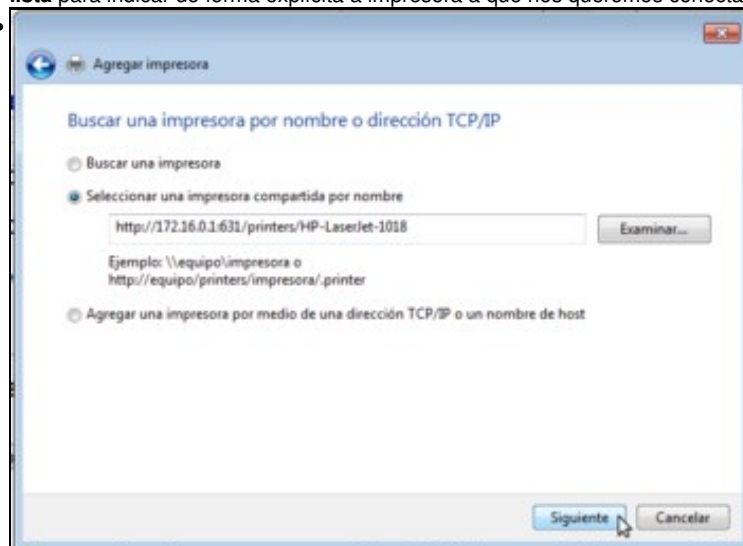 lista para indicar de forma explícita a impresora á que nos queremos conecta
Agregar impresora
Buscar una impresora por nombre o dirección TCP/IP
Buscar una impresora
Seleccionar una impresora compartida por nombre
http://172.16.0.1:631/printers/HP-LaserJet-1018
Examinar...
Ejemplo: \\equipo\impresora o
http://equipo/printers/impresora/.printer
Agregar una impresora por medio de una dirección TCP/IP o un nombre de host
Siguiente
Cancelar